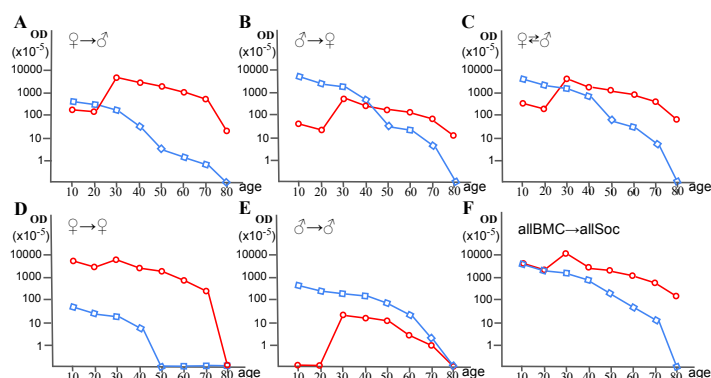 A OD ♀→♂ B OD ♂→♀ C OD ♀⇄♂
(x10⁻⁵) (x10⁻⁵) (x10⁻⁵)
10000 10000 10000
1000 1000 1000
100 100 100
10 10 10
1 1 1
10 20 30 40 50 60 70 80 age 10 20 30 40 50 60 70 80 age 10 20 30 40 50 60 70 80 age
D OD ♀→♀ E OD ♂→♂ F OD allBMC→allSoc
(x10⁻⁵) (x10⁻⁵) (x10⁻⁵)
10000 10000 10000
1000 1000 1000
100 100 100
10 10 10
1 1 1
10 20 30 40 50 60 70 80 age 10 20 30 40 50 60 70 80 age 10 20 30 40 50 60 70 80 age